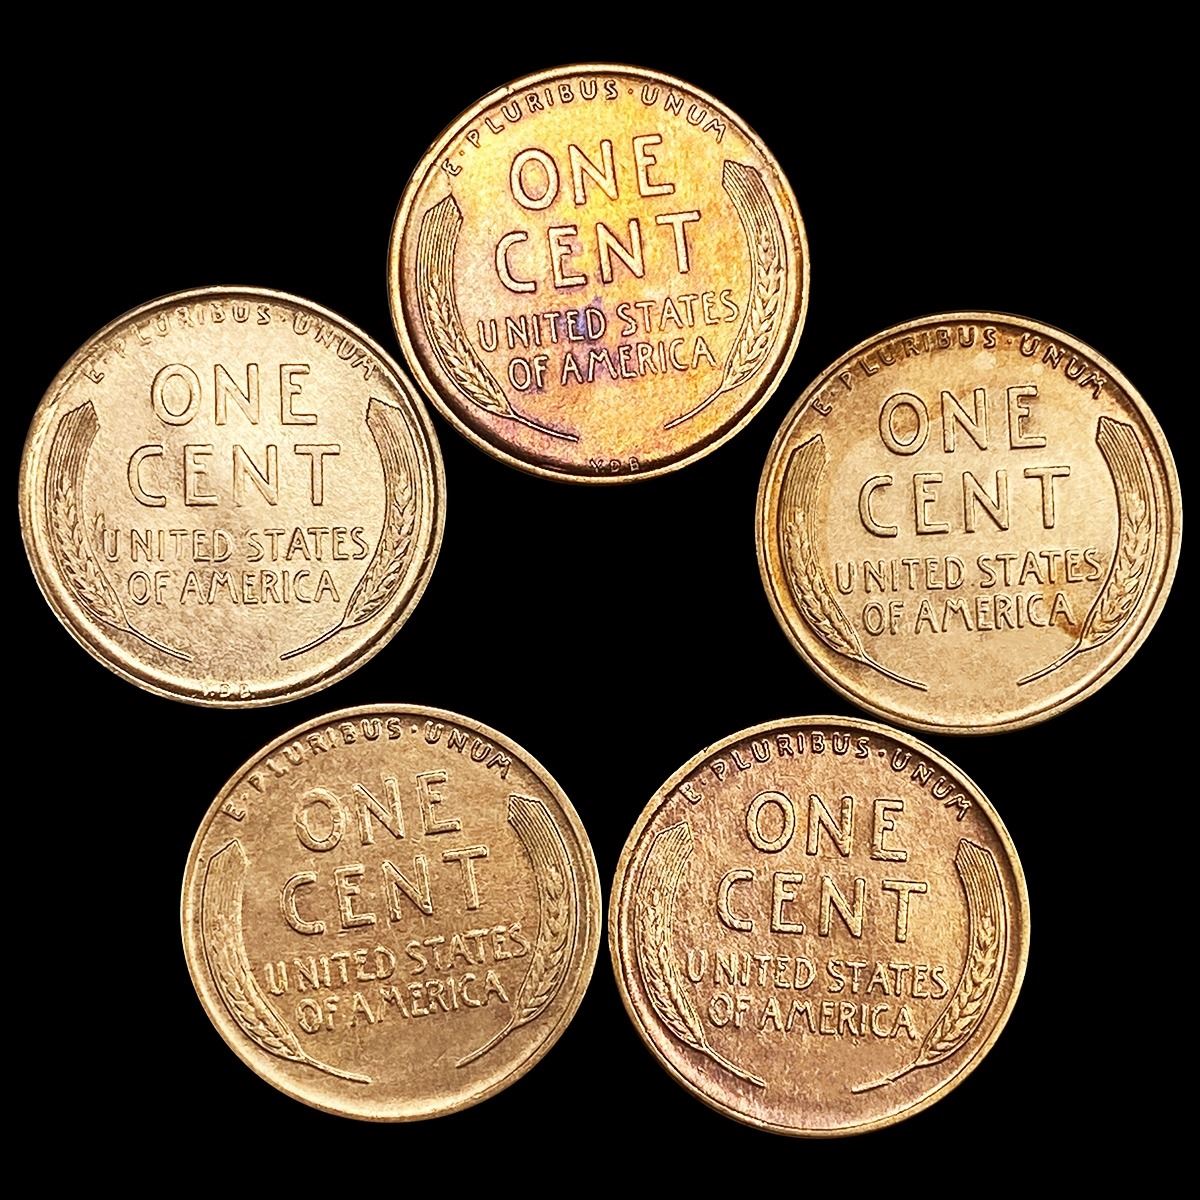 E·PLURIBUS·UNUM
ONE
CENT
UNITED STATES
OF AMERICA
V.D.B.
E·PLURIBUS·UNUM
ONE
CENT
UNITED STATES
OF AMERICA
V.D.B.
E·PLURIBUS·UNUM
ONE
CENT
UNITED STATES
OF AMERICA
E·PLURIBUS·UNUM
ONE
CENT
UNITED STATES
OF AMERICA
E·PLURIBUS·UNUM
ONE
CENT
UNITED STATES
OF AMERICA